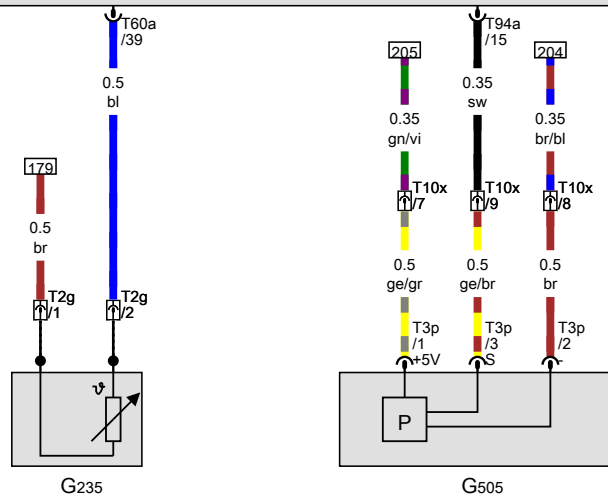 T60a
/39
T94a
/15
205
204
0.5
bl
0.35
gn/vi
0.35
sw
0.35
br/bl
179
T10x
/7
T10x
/9
T10x
/8
0.5
br
0.5
ge/gr
0.5
ge/br
0.5
br
T2g
/1
T2g
/2
T3p
/1
+5V
T3p
/3
S
T3p
/2
-
ϑ
P
G235
G505